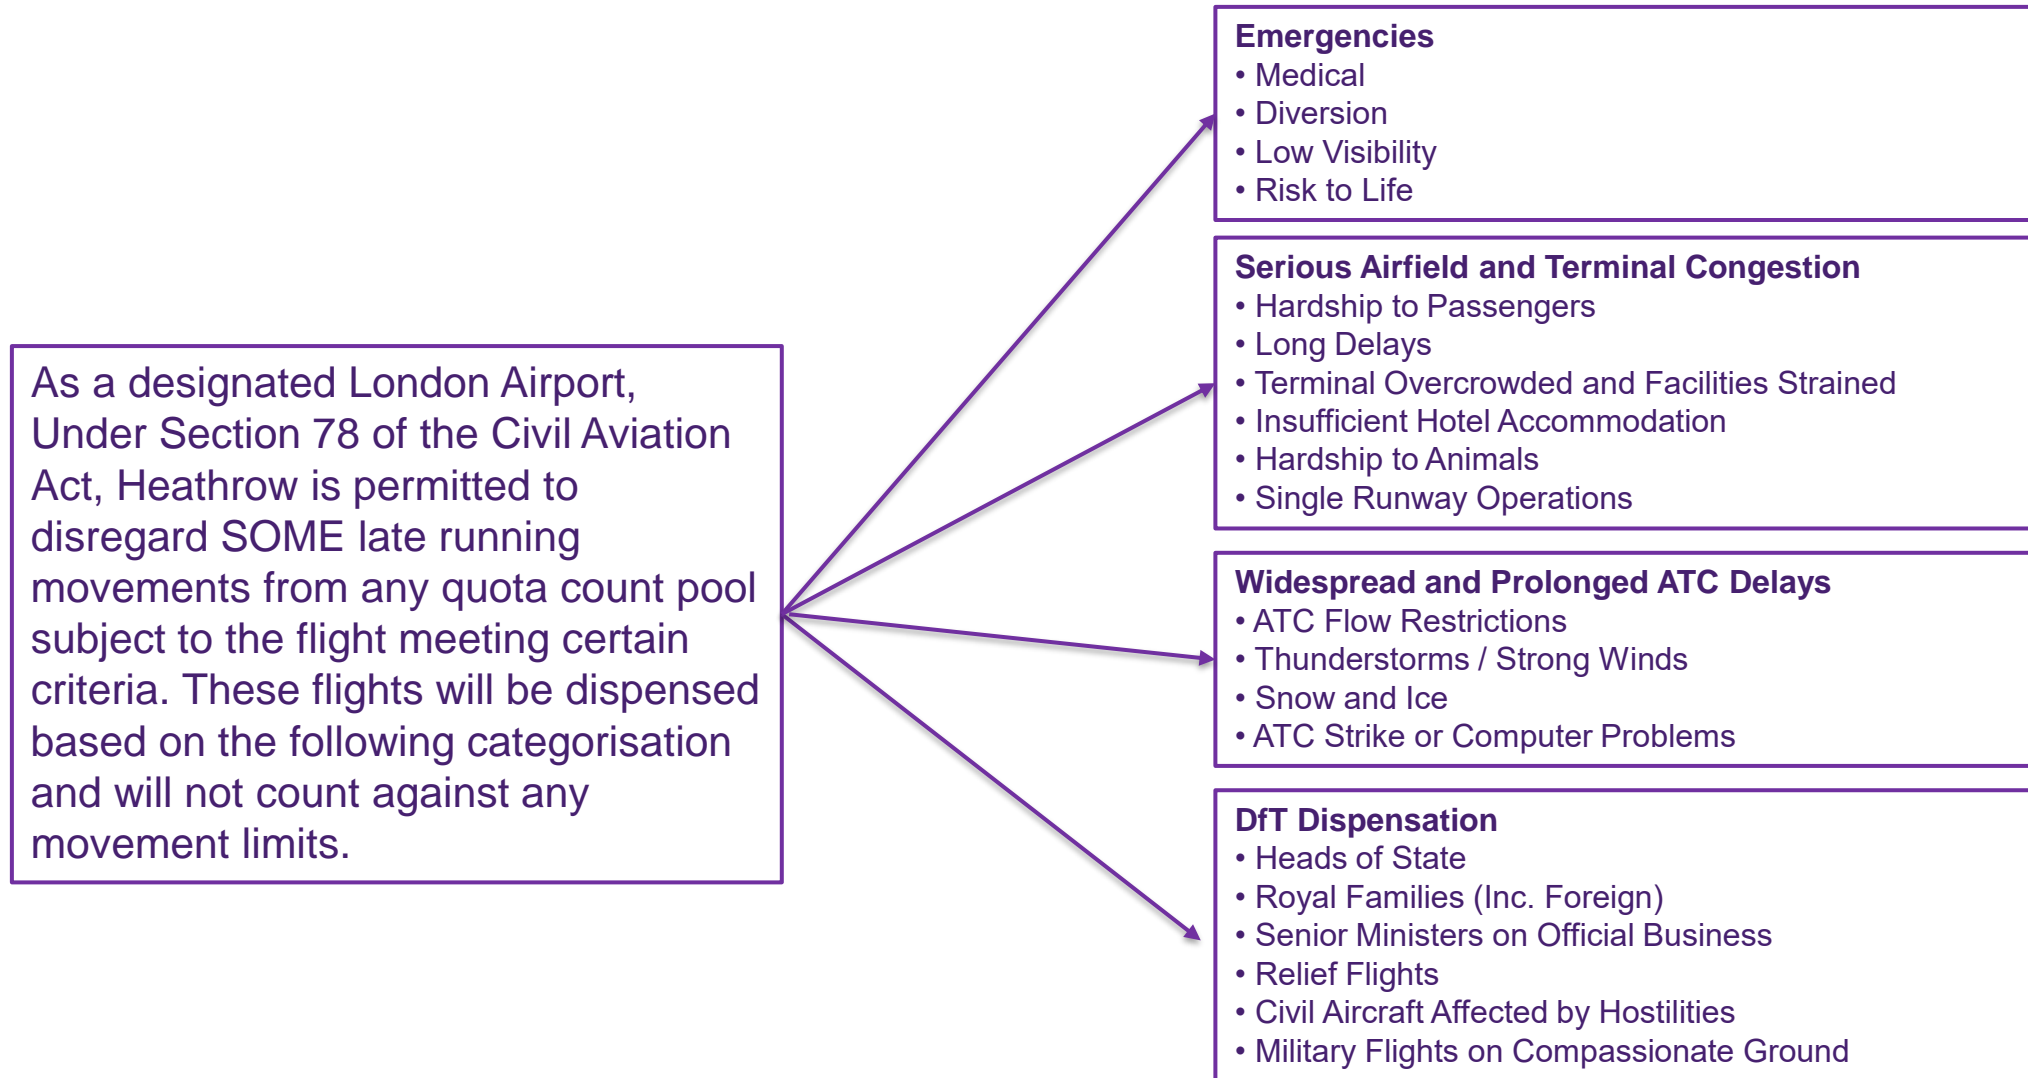 As a designated London Airport,
Under Section 78 of the Civil Aviation
Act, Heathrow is permitted to
disregard SOME late running
movements from any quota count pool
subject to the flight meeting certain
criteria. These flights will be dispensed
based on the following categorisation
and will not count against any
movement limits.
Emergencies
• Medical
• Diversion
• Low Visibility
• Risk to Life
Serious Airfield and Terminal Congestion
• Hardship to Passengers
• Long Delays
• Terminal Overcrowded and Facilities Strained
• Insufficient Hotel Accommodation
• Hardship to Animals
• Single Runway Operations
Widespread and Prolonged ATC Delays
• ATC Flow Restrictions
• Thunderstorms / Strong Winds
• Snow and Ice
• ATC Strike or Computer Problems
DfT Dispensation
• Heads of State
• Royal Families (Inc. Foreign)
• Senior Ministers on Official Business
• Relief Flights
• Civil Aircraft Affected by Hostilities
• Military Flights on Compassionate Ground